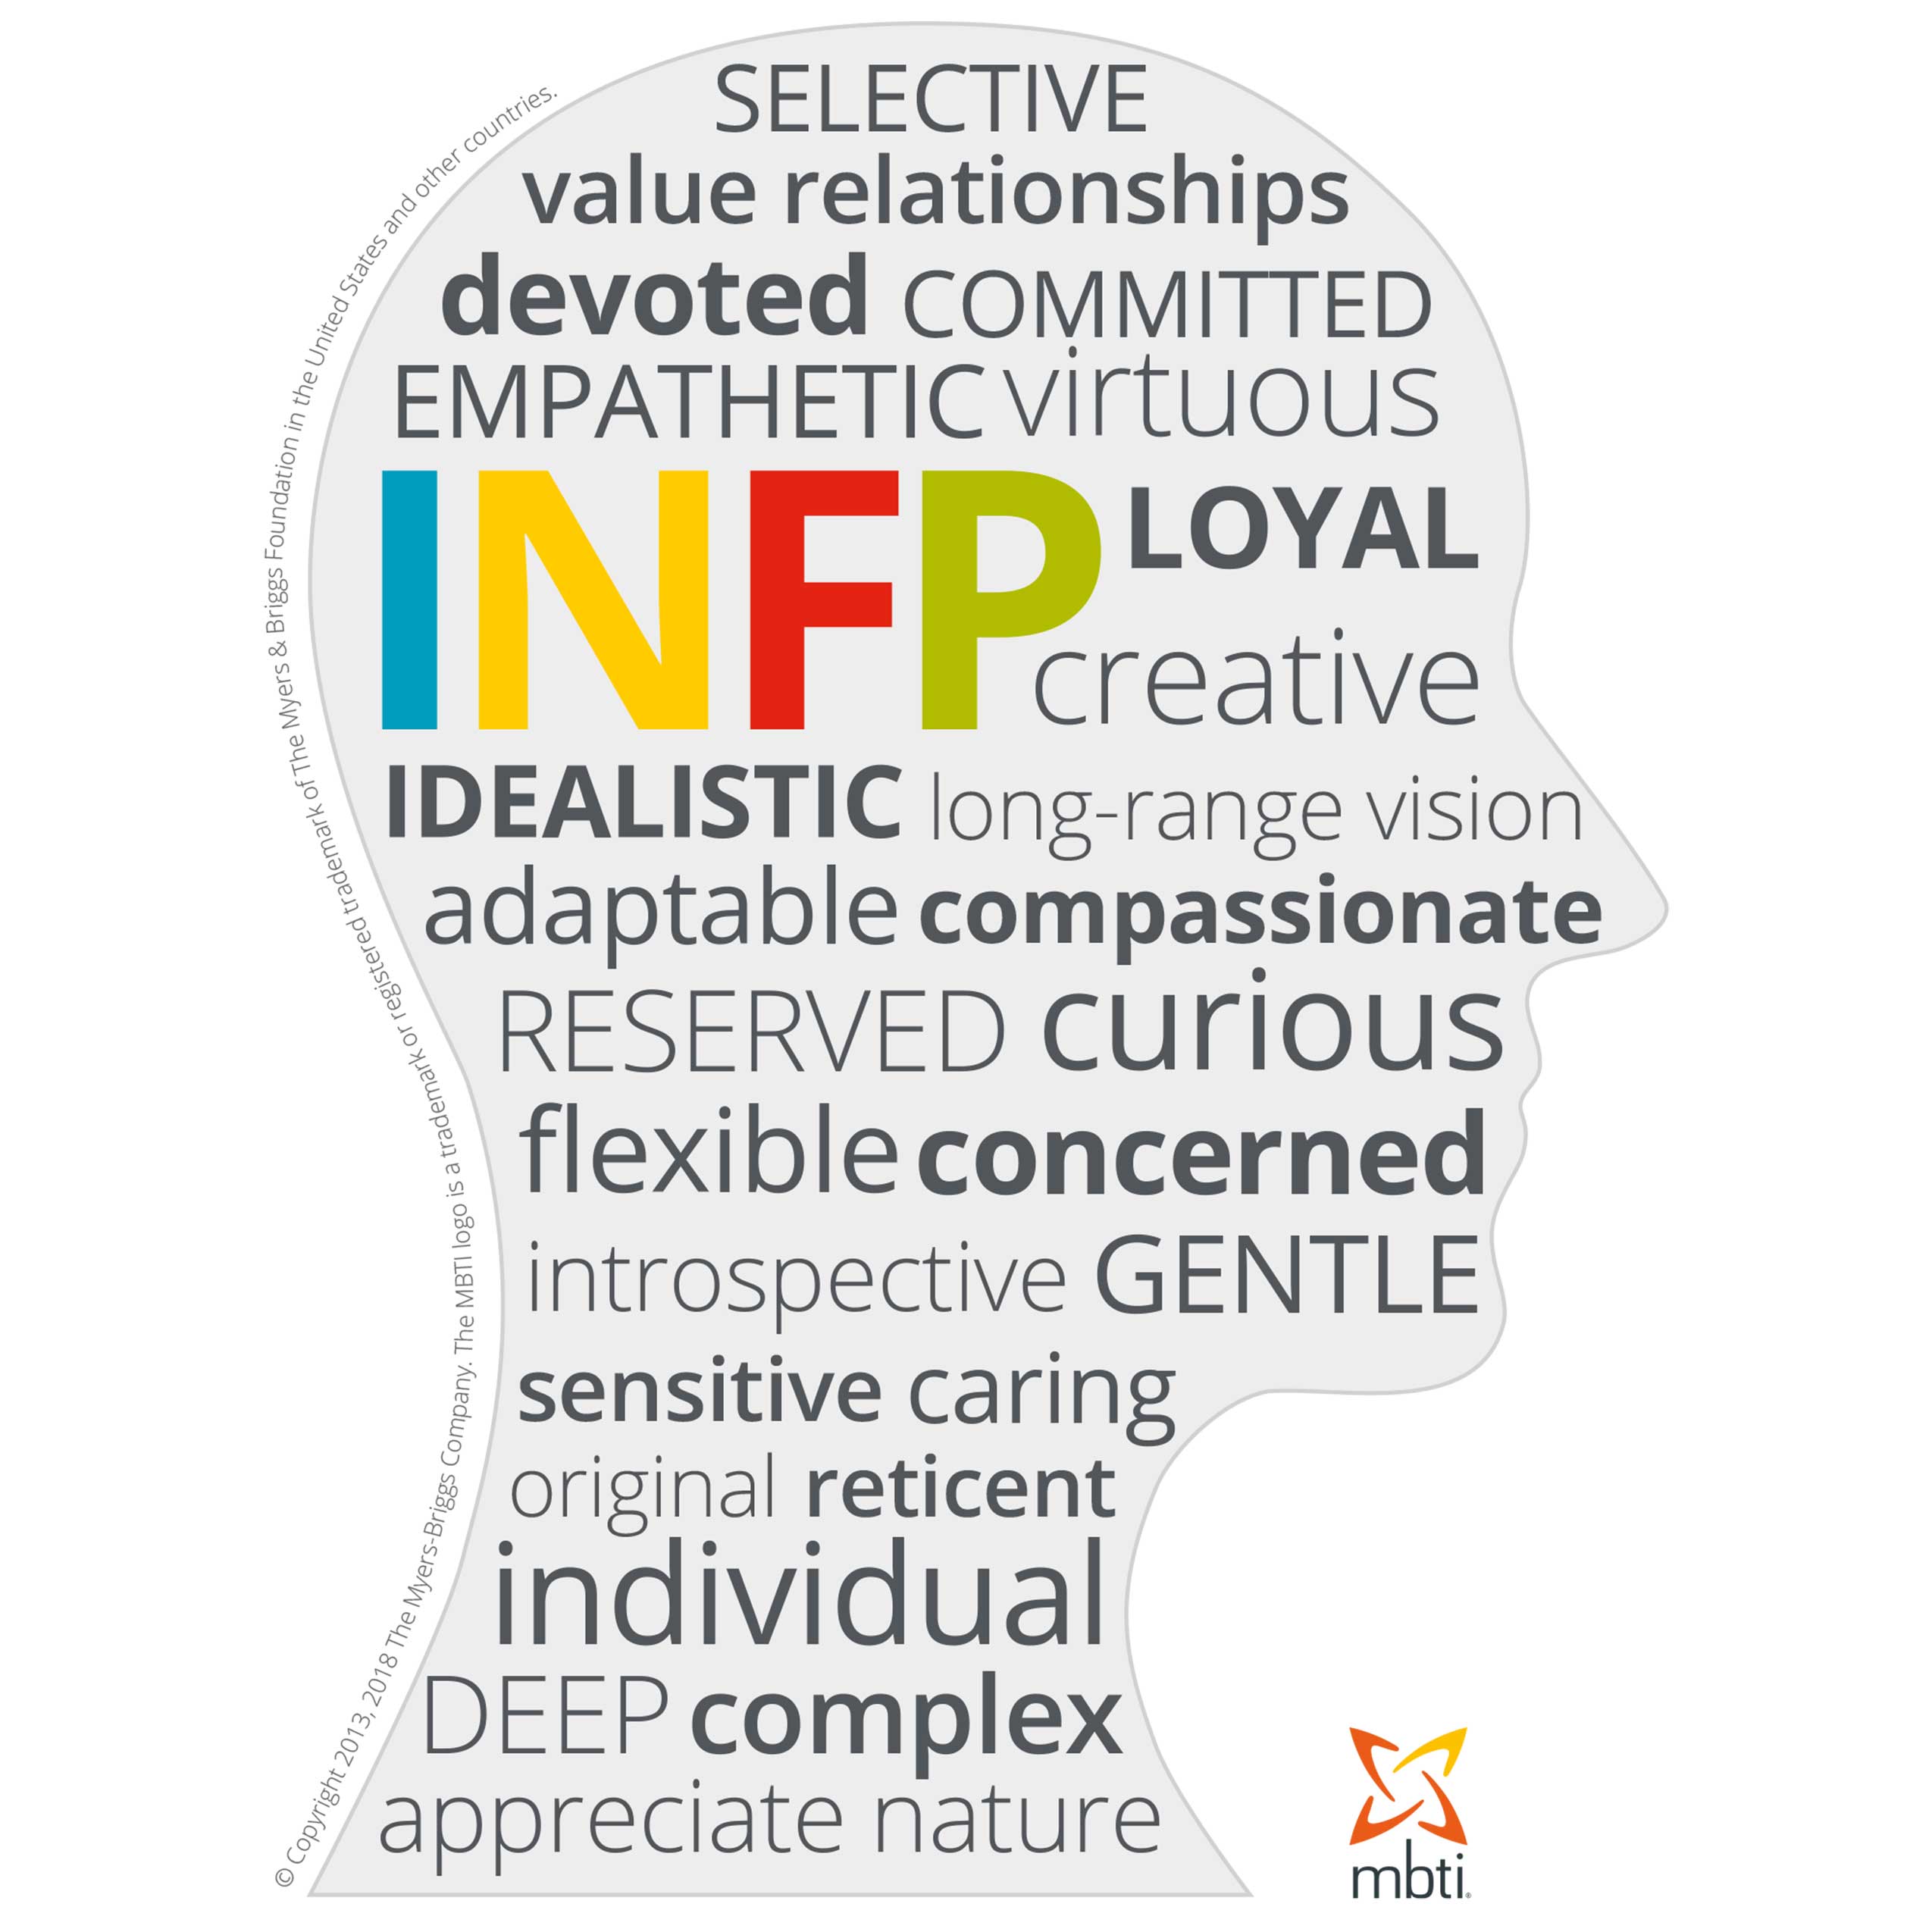 SELECTIVE
value relationships
devoted COMMITTED
EMPATHETIC virtuous
INFP LOYAL
creative
IDEALISTIC long-range vision
adaptable compassionate
RESERVED curious
flexible concerned
introspective GENTLE
sensitive caring
original reticent
individual
DEEP complex
appreciate nature
© Copyright 2013, 2018 The Myers-Briggs Company. The MBTI logo is a trademark or registered trademark of The Myers & Briggs Foundation in the United States and other countries.
mbti®